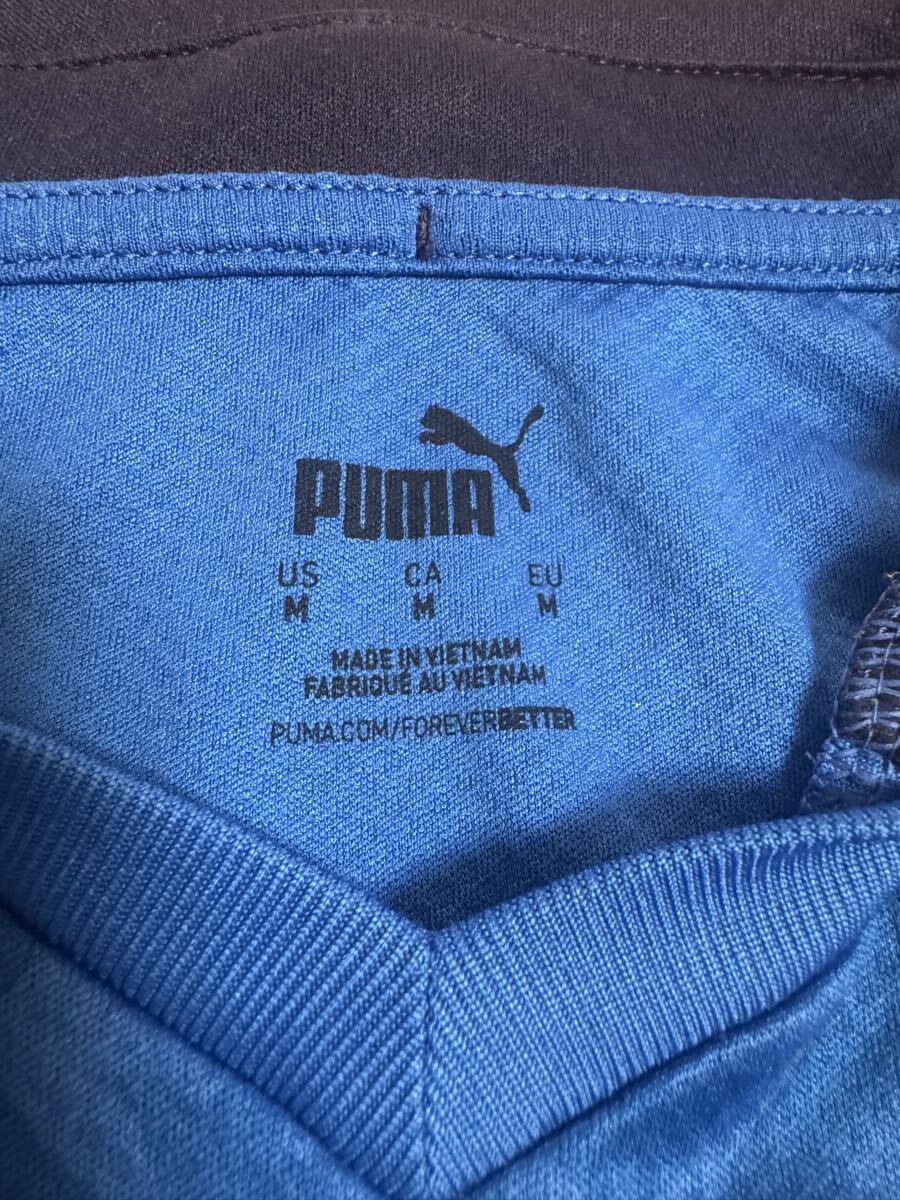 PUMA
US CA EU
M M M
MADE IN VIETNAM
FABRIQUÉ AU VIETNAM
PUMA.COM/FOREVERBETTER